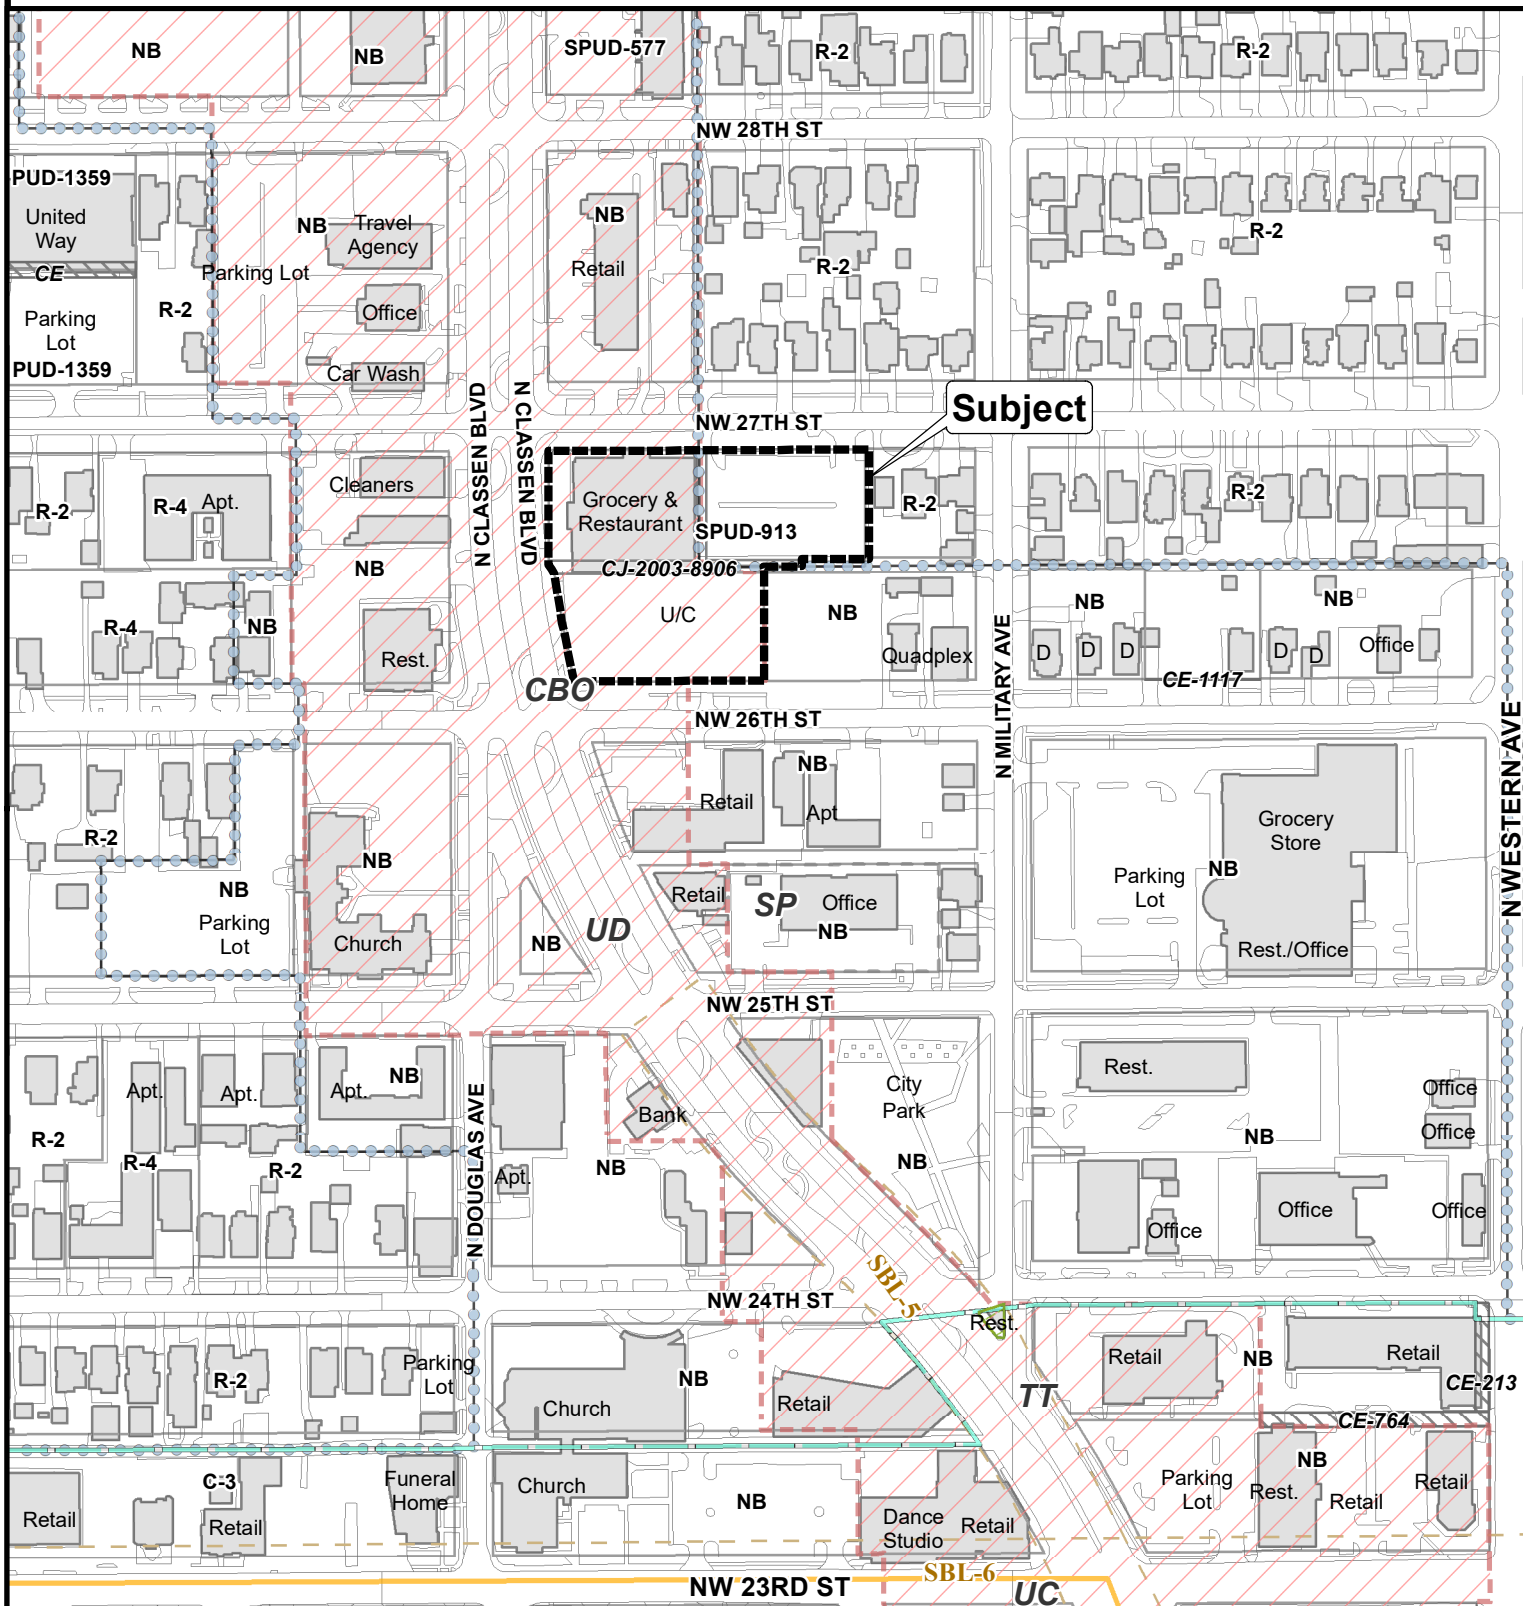 NB
NB
SPUD-577
R-2
R-2
NW 28TH ST
PUD-1359
United
Way
CE
Parking
Lot
PUD-1359
R-2
NB
Travel
Agency
Parking Lot
Office
Car Wash
NB
Retail
R-2
R-2
N CLASSEN BLVD
N CLASSEN BLVD
Subject
NW 27TH ST
R-2
R-4
Apt.
Cleaners
NB
Grocery &
Restaurant
SPUD-913
R-2
R-2
CJ-2003-8906
U/C
NB
Quadplex
N MILITARY AVE
NB
NB
D
D
D
D
D
Office
CE-1117
R-4
NB
Rest.
CBO
NW 26TH ST
N WESTERN AVE
R-2
NB
Parking
Lot
NB
Church
NB
UD
Retail
NB
Apt
Retail
SP
Office
NB
Grocery
Store
Parking
Lot
NB
Rest./Office
NW 25TH ST
R-2
Apt.
Apt.
Apt.
NB
R-4
R-2
N DOUGLAS AVE
Apt.
Bank
NB
City
Park
NB
Rest.
Office
Office
NB
Office
Office
Office
SBL-5
NW 24TH ST
Rest.
R-2
Parking
Lot
Church
NB
Retail
TT
Retail
NB
Retail
CE-213
CE-764
Retail
C-3
Retail
Funeral
Home
Church
NB
Dance
Studio
Retail
Parking
Lot
Rest.
NB
Retail
Retail
SBL-6
NW 23RD ST
UC